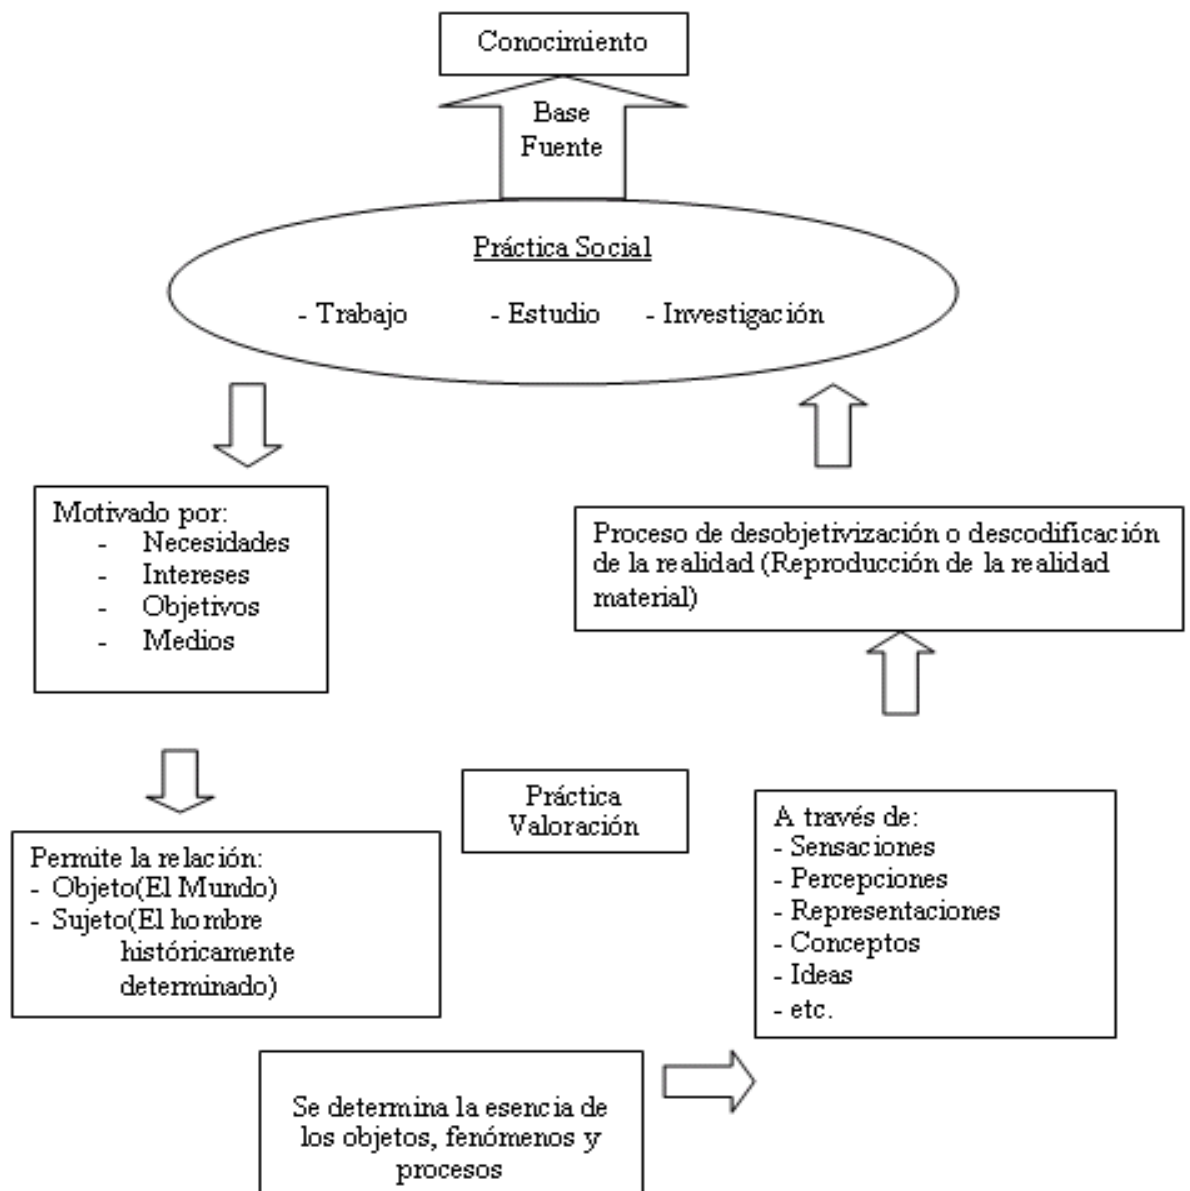 Conocimiento
Base
Fuente
Práctica Social
- Trabajo - Estudio - Investigación
Motivado por:
- Necesidades
- Intereses
- Objetivos
- Medios
Proceso de desobjetivización o descodificación
de la realidad (Reproducción de la realidad
material)
Práctica
Valoración
Permite la relación:
- Objeto(El Mundo)
- Sujeto(El hombre
históricamente
determinado)
A través de:
- Sensaciones
- Percepciones
- Representaciones
- Conceptos
- Ideas
- etc.
Se determina la esencia de
los objetos, fenómenos y
procesos